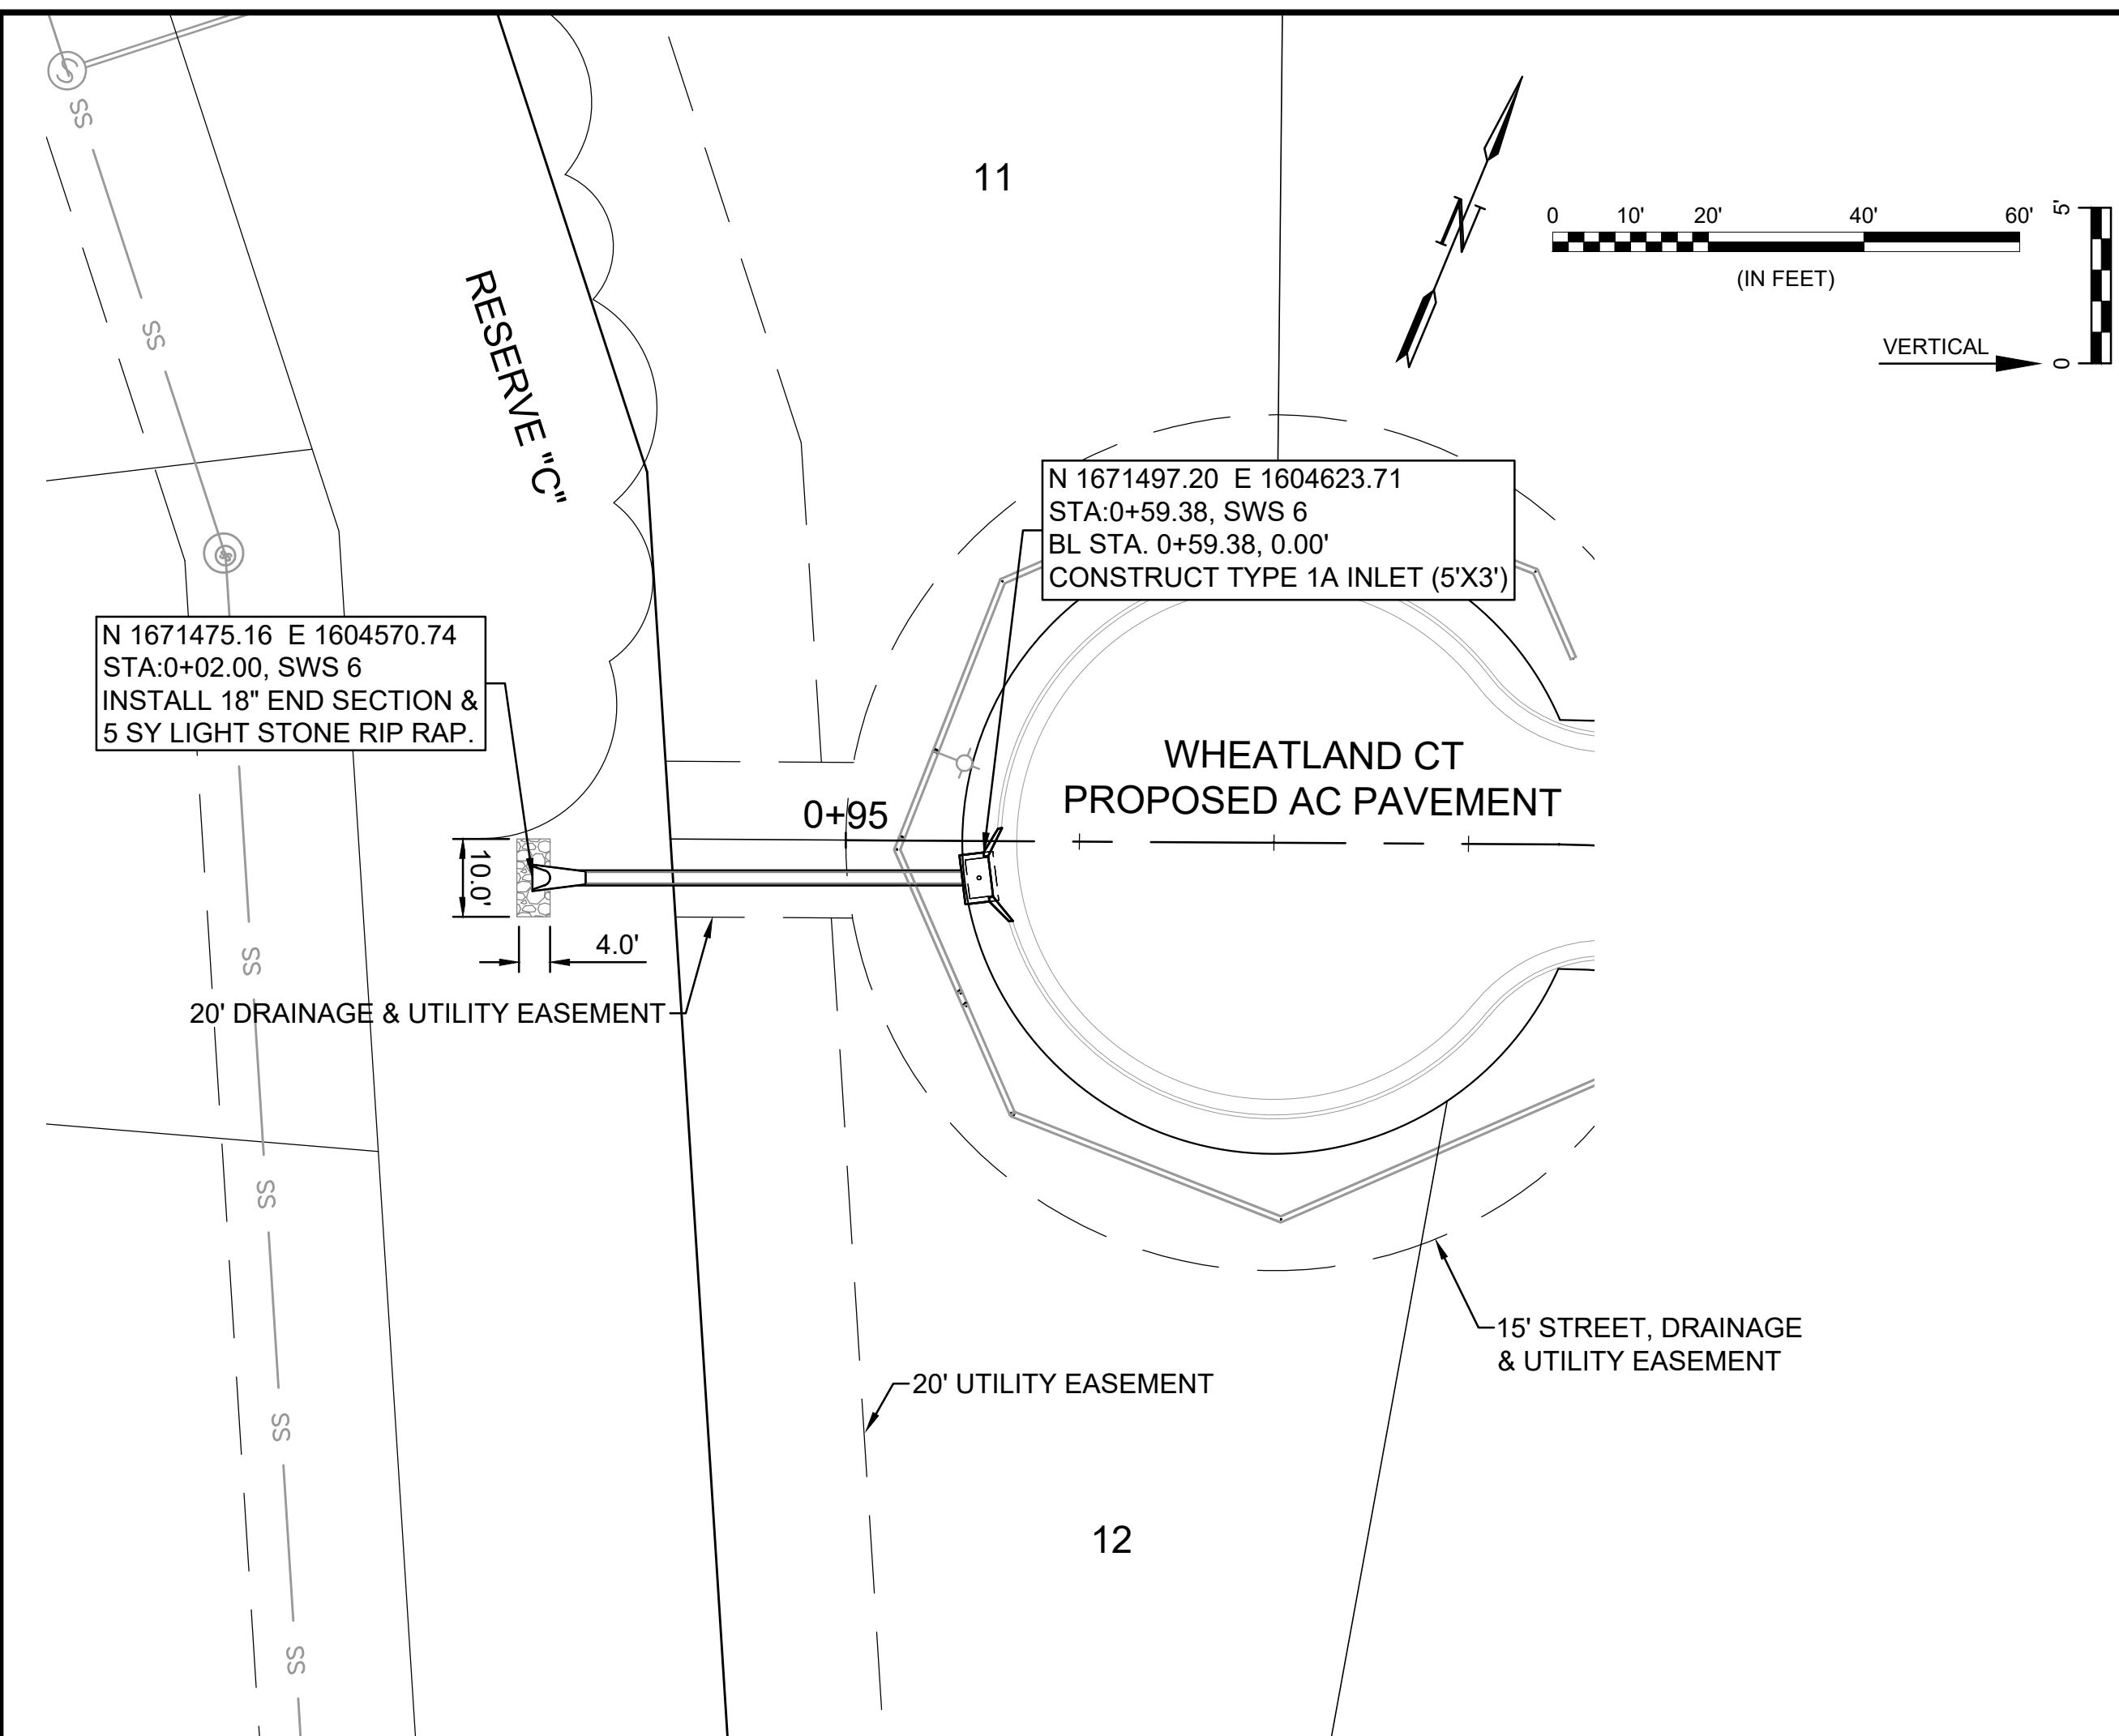 11
0 10' 20' 40' 60'
(IN FEET)
5'
VERTICAL
0
N
S
SS
SS
RESERVE "C"
N 1671497.20 E 1604623.71
STA:0+59.38, SWS 6
BL STA. 0+59.38, 0.00'
CONSTRUCT TYPE 1A INLET (5'X3')
SS
N 1671475.16 E 1604570.74
STA:0+02.00, SWS 6
INSTALL 18" END SECTION &
5 SY LIGHT STONE RIP RAP.
WHEATLAND CT
PROPOSED AC PAVEMENT
0+95
10.0'
4.0'
SS
20' DRAINAGE & UTILITY EASEMENT
SS
15' STREET, DRAINAGE
& UTILITY EASEMENT
20' UTILITY EASEMENT
SS
12
SS